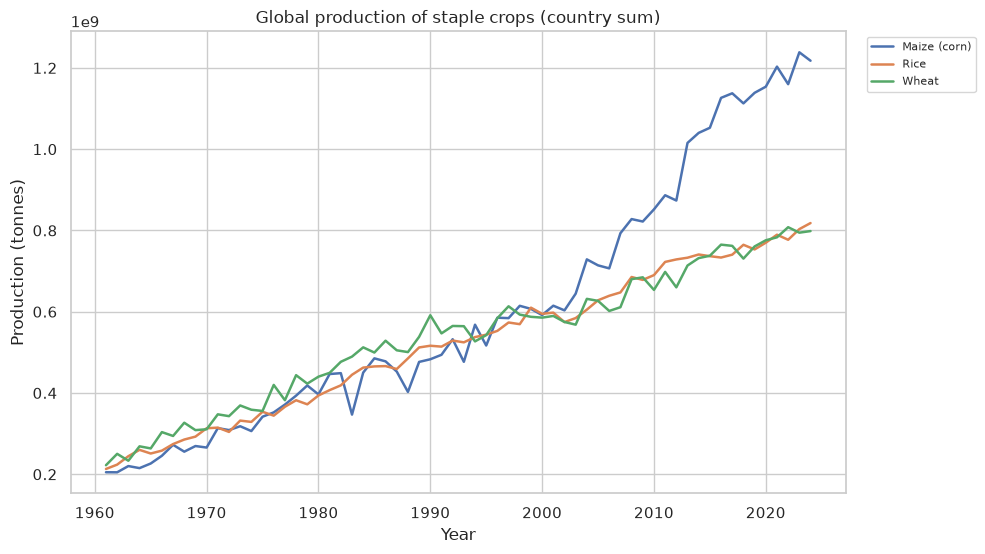 Global production of staple crops (country sum)
1e9
Maize (corn)
Rice
Wheat
1.2
1.0
0.8
0.6
0.4
0.2
Production (tonnes)
1960 1970 1980 1990 2000 2010 2020
Year